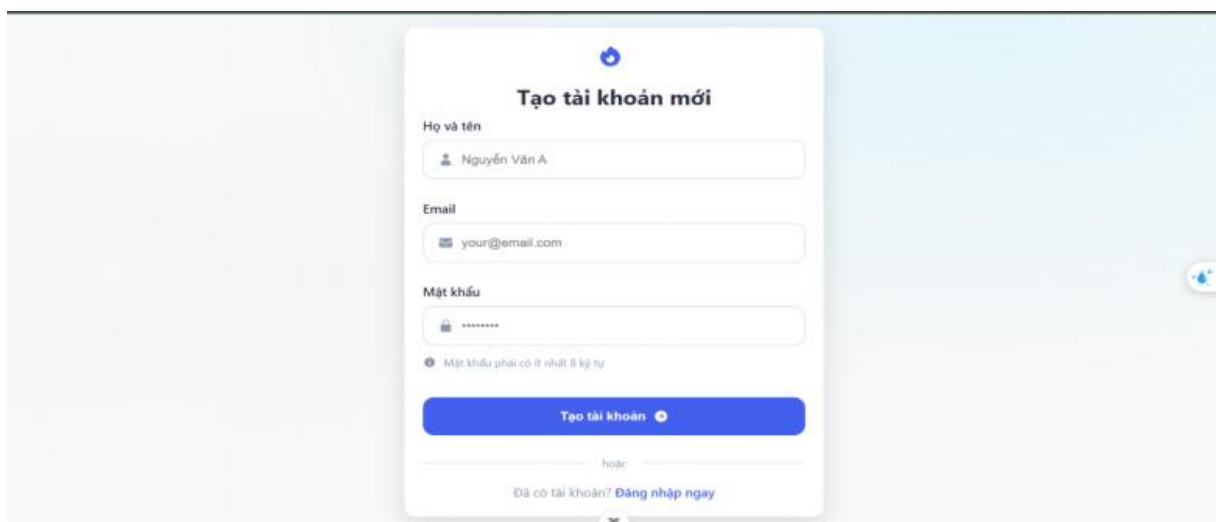 Tạo tài khoản mới
Họ và tên
Nguyễn Văn A
Email
your@email.com
Mật khẩu
••••••••
Mật khẩu phải có ít nhất 8 ký tự
Tạo tài khoản
hoặc
Đã có tài khoản? Đăng nhập ngay